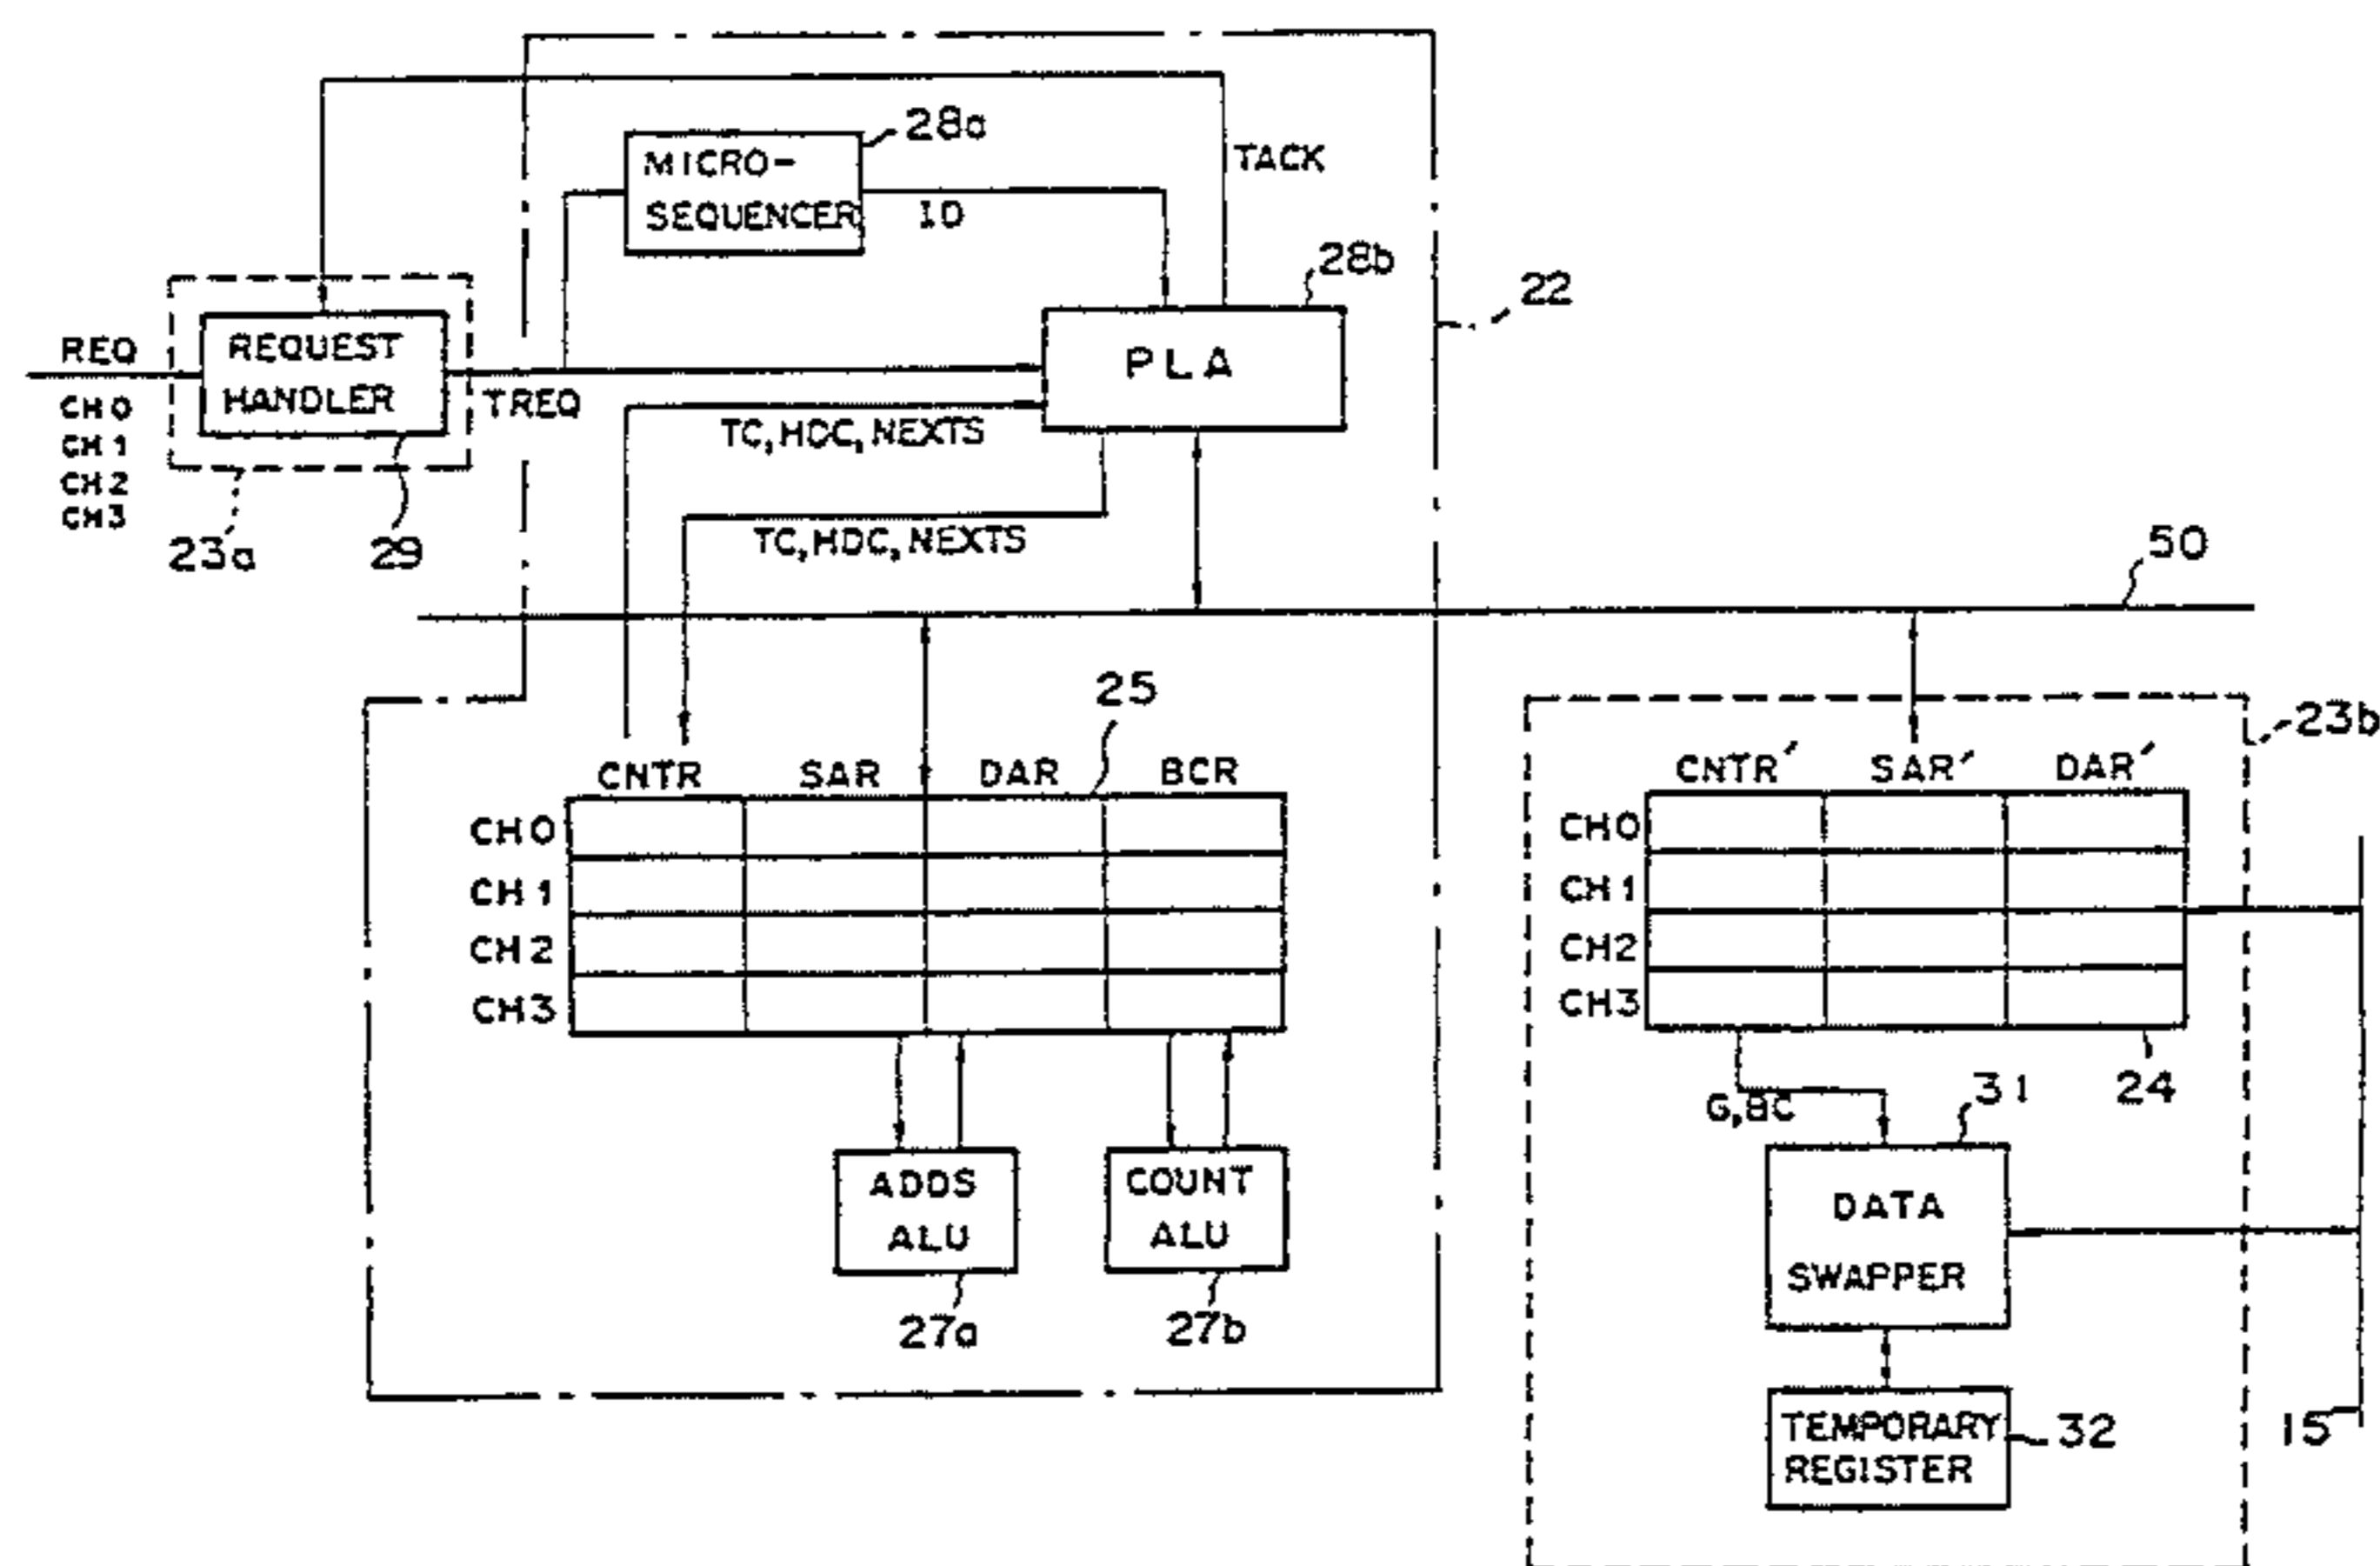 28a
MICRO-
SEQUENCER
ID
TACK
28b
22
REQ
CH0
CH1
CH2
CH3
REQUEST
HANDLER
TREQ
PLA
TC, HDC, NEXTS
TC, HDC, NEXTS
23a
29
50
25
23b
CNTR SAR DAR BCR
CH0
CH1
CH2
CH3
CNTR′ SAR′ DAR′
CH0
CH1
CH2
CH3
G, BC
31
24
ADDS
ALU
COUNT
ALU
27a
27b
DATA
SWAPPER
TEMPORARY
REGISTER
32
15